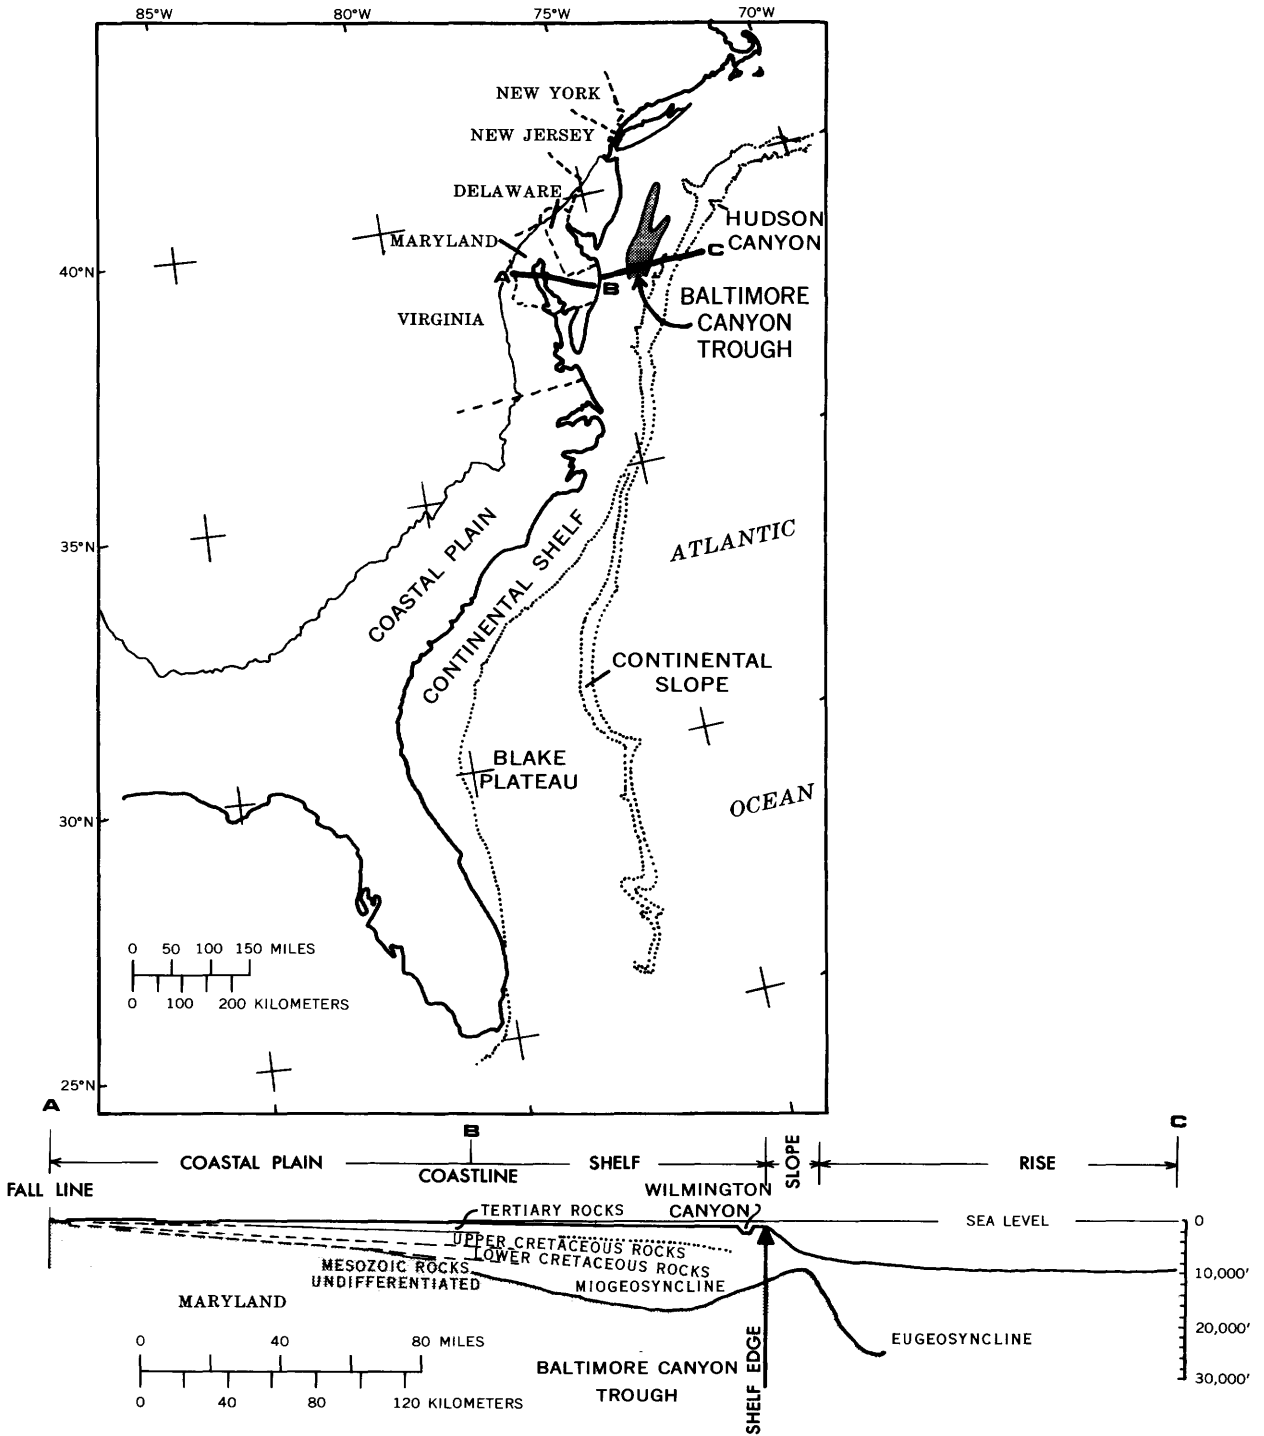 85°W 80°W 75°W 70°W
NEW YORK
NEW JERSEY
DELAWARE
MARYLAND
HUDSON
CANYON
C
40°N
A
B
BALTIMORE
CANYON
TROUGH
VIRGINIA
COASTAL PLAIN
CONTINENTAL SHELF
ATLANTIC
35°N
CONTINENTAL
SLOPE
BLAKE
PLATEAU
OCEAN
30°N
0 50 100 150 MILES
0 100 200 KILOMETERS
25°N
A
B
C
COASTAL PLAIN
COASTLINE
SHELF
SLOPE
RISE
FALL LINE
WILMINGTON
CANYON
TERTIARY ROCKS
SEA LEVEL
0
UPPER CRETACEOUS ROCKS
LOWER CRETACEOUS ROCKS
MESOZOIC ROCKS
UNDIFFERENTIATED
MIOGEOSYNCLINE
10,000'
MARYLAND
20,000'
EUGEOSYNCLINE
0 40 80 MILES
0 40 80 120 KILOMETERS
BALTIMORE CANYON
TROUGH
SHELF EDGE
30,000'